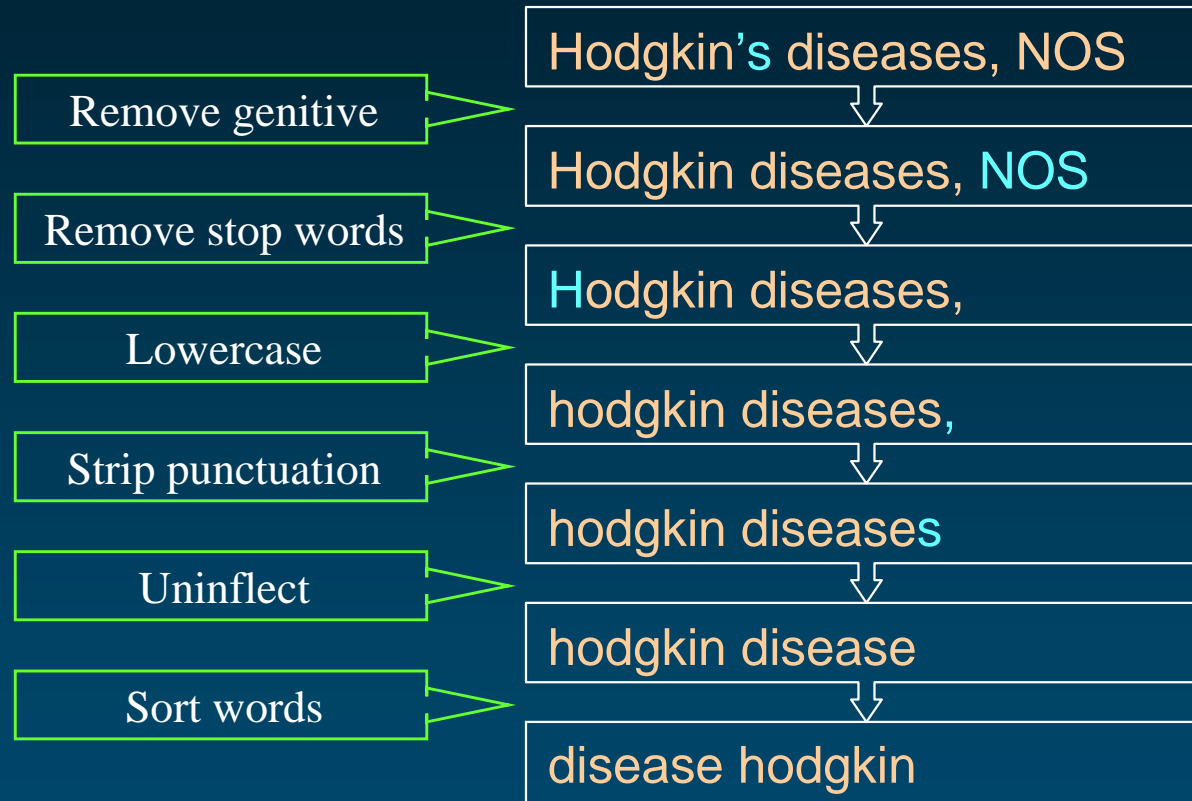 Hodgkin’s diseases, NOS
Remove genitive
Hodgkin diseases, NOS
Remove stop words
Hodgkin diseases,
Lowercase
hodgkin diseases,
Strip punctuation
hodgkin diseases
Uninflect
hodgkin disease
Sort words
disease hodgkin